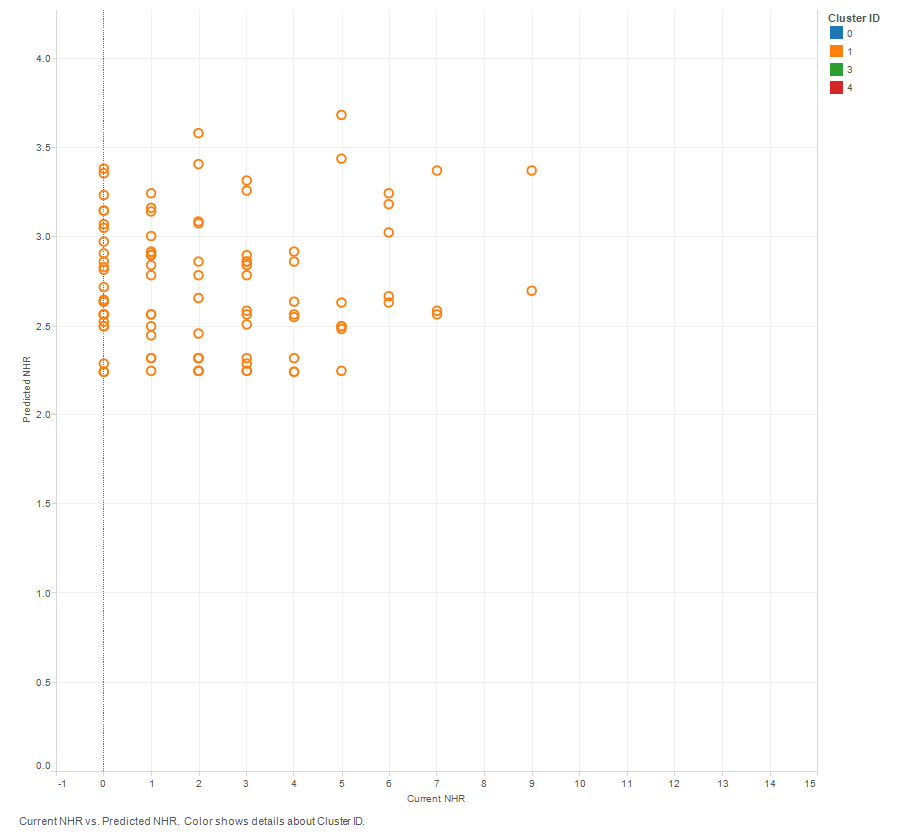 Cluster ID
0
1
3
4
4.0
3.5
3.0
2.5
2.0
1.5
1.0
0.5
0.0
Predicted NHR
-1 0 1 2 3 4 5 6 7 8 9 10 11 12 13 14 15
Current NHR
Current NHR vs. Predicted NHR. Color shows details about Cluster ID.